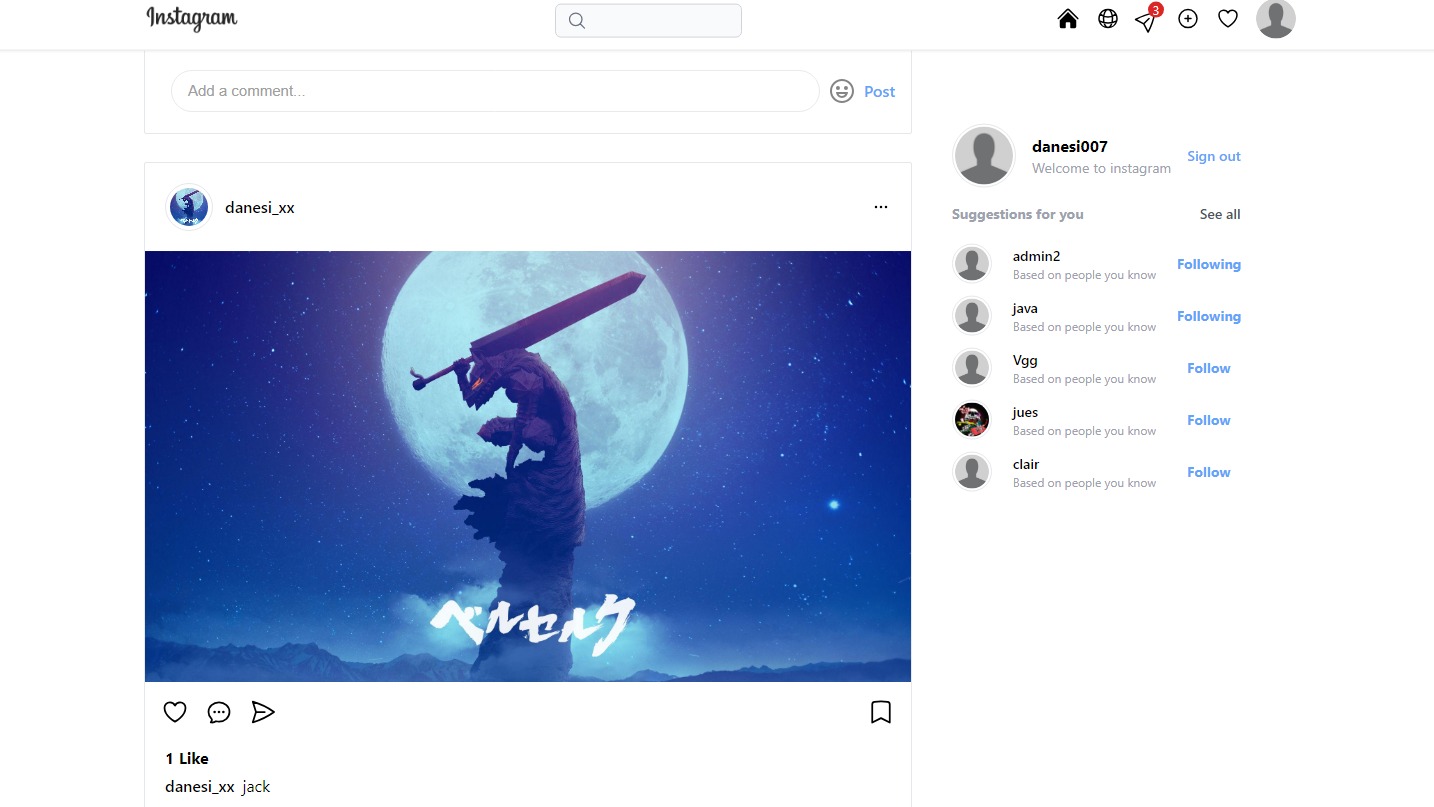 Instagram
3
Add a comment...
Post
danesi_xx
ベルセルク
1 Like
danesi_xx jack
danesi007
Welcome to instagram
Sign out
Suggestions for you
See all
admin2
Based on people you know
Following
java
Based on people you know
Following
Vgg
Based on people you know
Follow
jues
Based on people you know
Follow
clair
Based on people you know
Follow